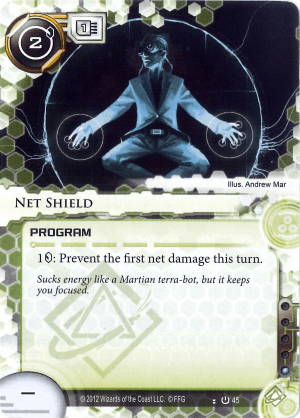 2
1
Illus. Andrew Mar
NET SHIELD
PROGRAM
1: Prevent the first net damage this turn.
Sucks energy like a Martian terra-bot, but it keeps
you focused.
–
© 2012 Wizards of the Coast LLC. © FFG
45